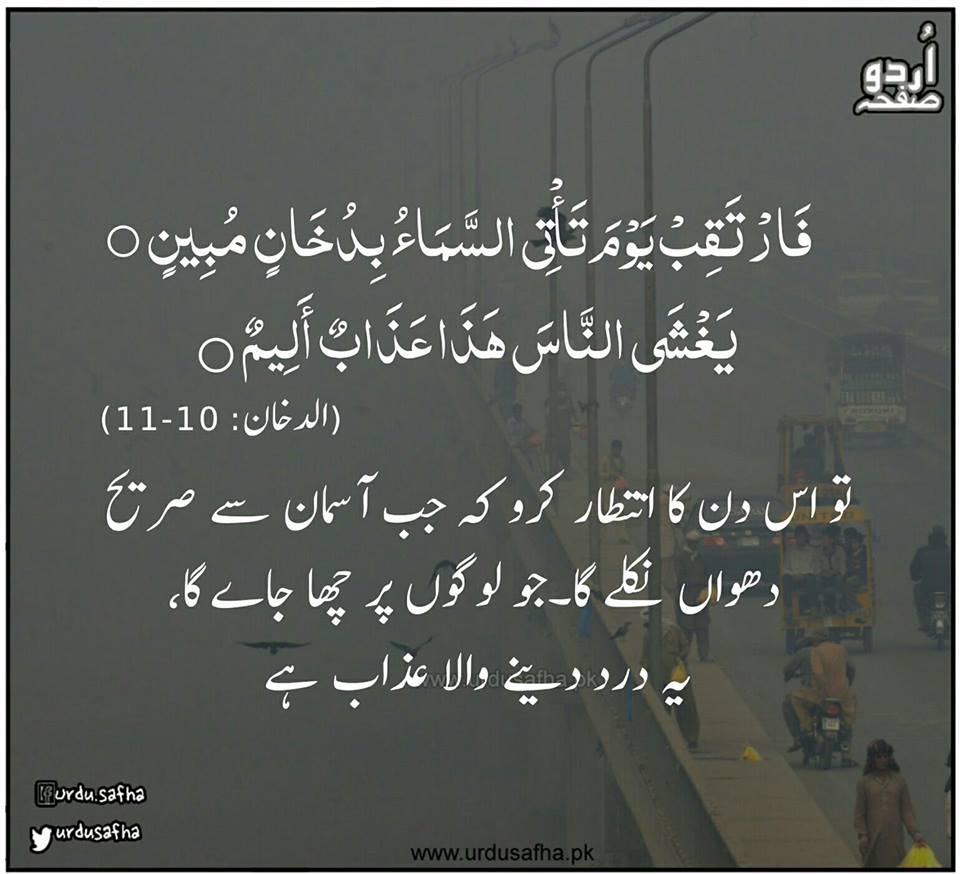 اُردو
صفحہ
فَارْتَقِبْ يَوْمَ تَأْتِي السَّمَاءُ بِدُخَانٍ مُبِينٍ ○
يَغْشَى النَّاسَ هَذَا عَذَابٌ أَلِيمٌ ○
(الدخان: 10-11)
تو اس دن کا انتظار کرو کہ جب آسمان سے صریح
دھواں نکلے گا۔جو لوگوں پر چھا جاے گا،
یہ درد دینے والا عذاب ہے
www.urdusafha.pk
urdu.safha
urdusafha
www.urdusafha.pk